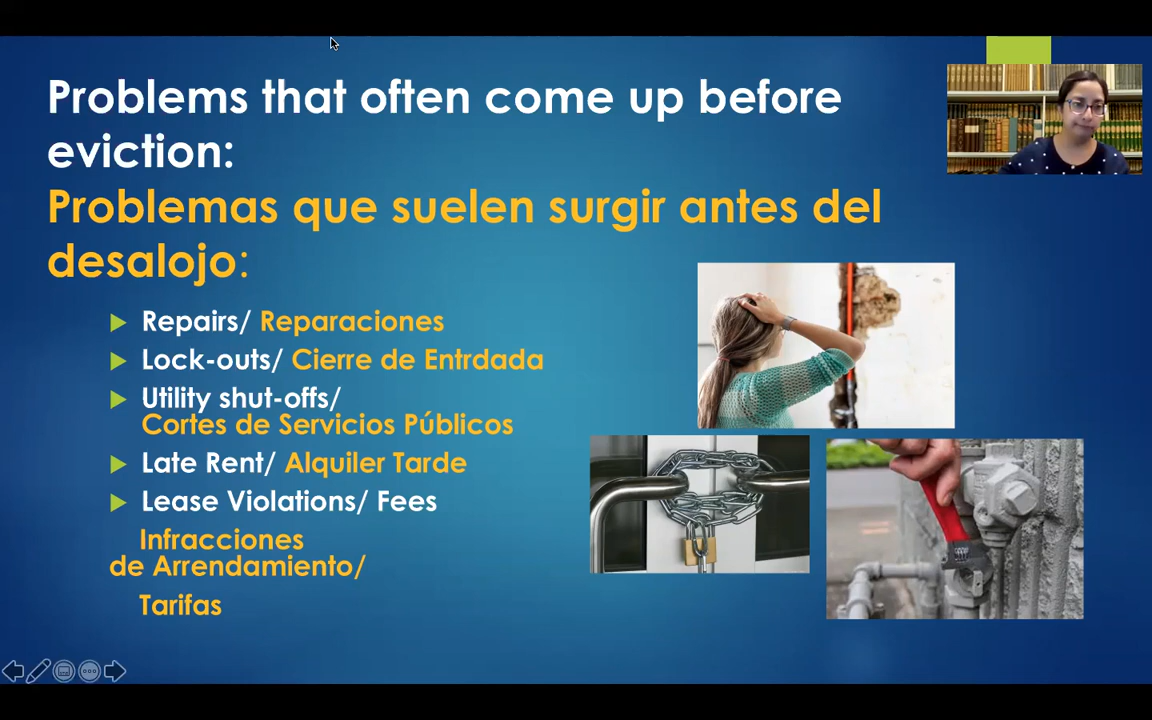 Problems that often come up before
eviction:
Problemas que suelen surgir antes del
desalojo:
Repairs/ Reparaciones
Lock-outs/ Cierre de Entrdada
Utility shut-offs/
Cortes de Servicios Públicos
Late Rent/ Alquiler Tarde
Lease Violations/ Fees
Infracciones
de Arrendamiento/
Tarifas